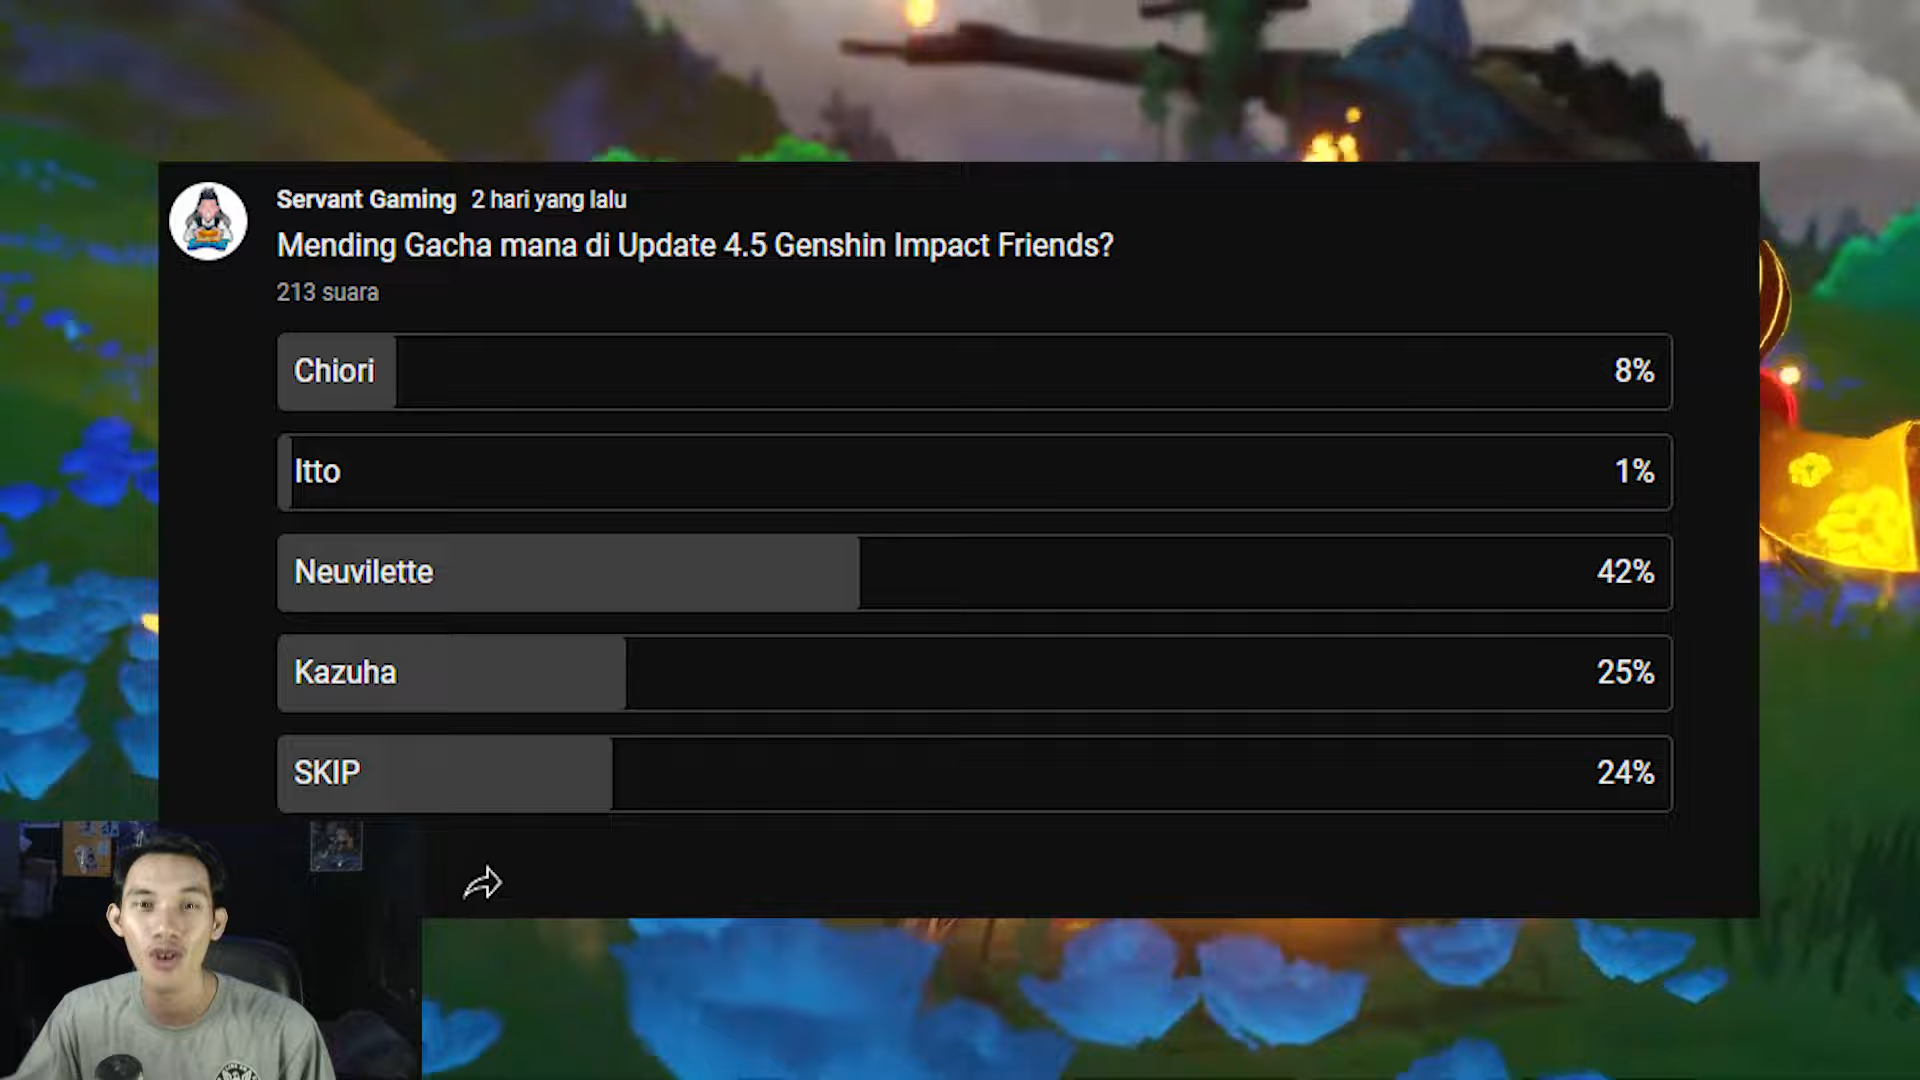 Servant Gaming 2 hari yang lalu
Mending Gacha mana di Update 4.5 Genshin Impact Friends?
213 suara
Chiori 8%
Itto 1%
Neuvilette 42%
Kazuha 25%
SKIP 24%